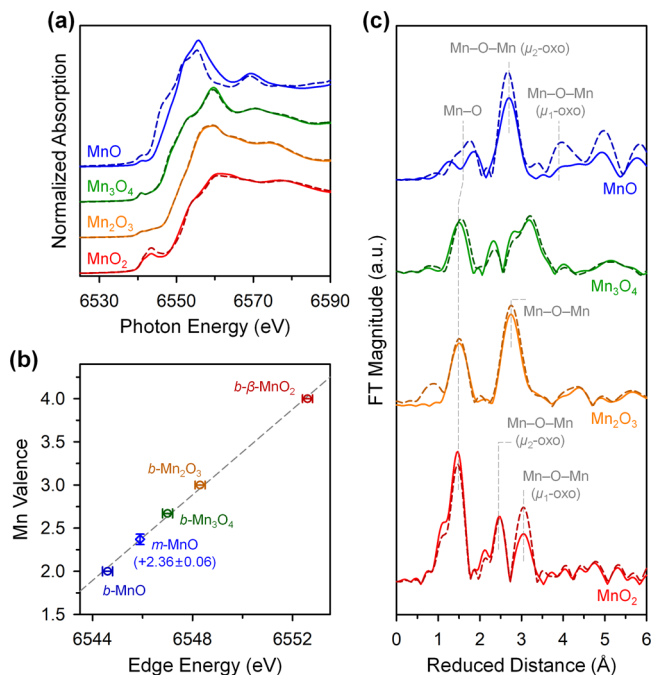 (a)
Normalized Absorption
MnO
Mn3O4
Mn2O3
MnO2
6530 6550 6570 6590
Photon Energy (eV)
(b)
Mn Valence
4.0
3.5
3.0
2.5
2.0
1.5
b-β-MnO2
b-Mn2O3
b-Mn3O4
m-MnO
(+2.36±0.06)
b-MnO
6544 6548 6552
Edge Energy (eV)
(c)
FT Magnitude (a.u.)
Mn–O–Mn (μ2-oxo)
Mn–O–Mn
(μ1-oxo)
Mn–O
MnO
Mn3O4
Mn–O–Mn
Mn2O3
Mn–O–Mn
(μ2-oxo)
Mn–O–Mn
(μ1-oxo)
MnO2
0 1 2 3 4 5 6
Reduced Distance (Å)